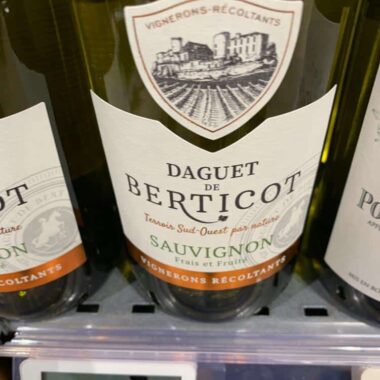 VIGNERONS-RÉCOLTANTS
DAGUET
DE
BERTICOT
Terroir Sud-Ouest par nature
SAUVIGNON
Frais et Fruité
VIGNERONS RÉCOLTANTS
OT
ure
N
RÉCOLTANTS
PO